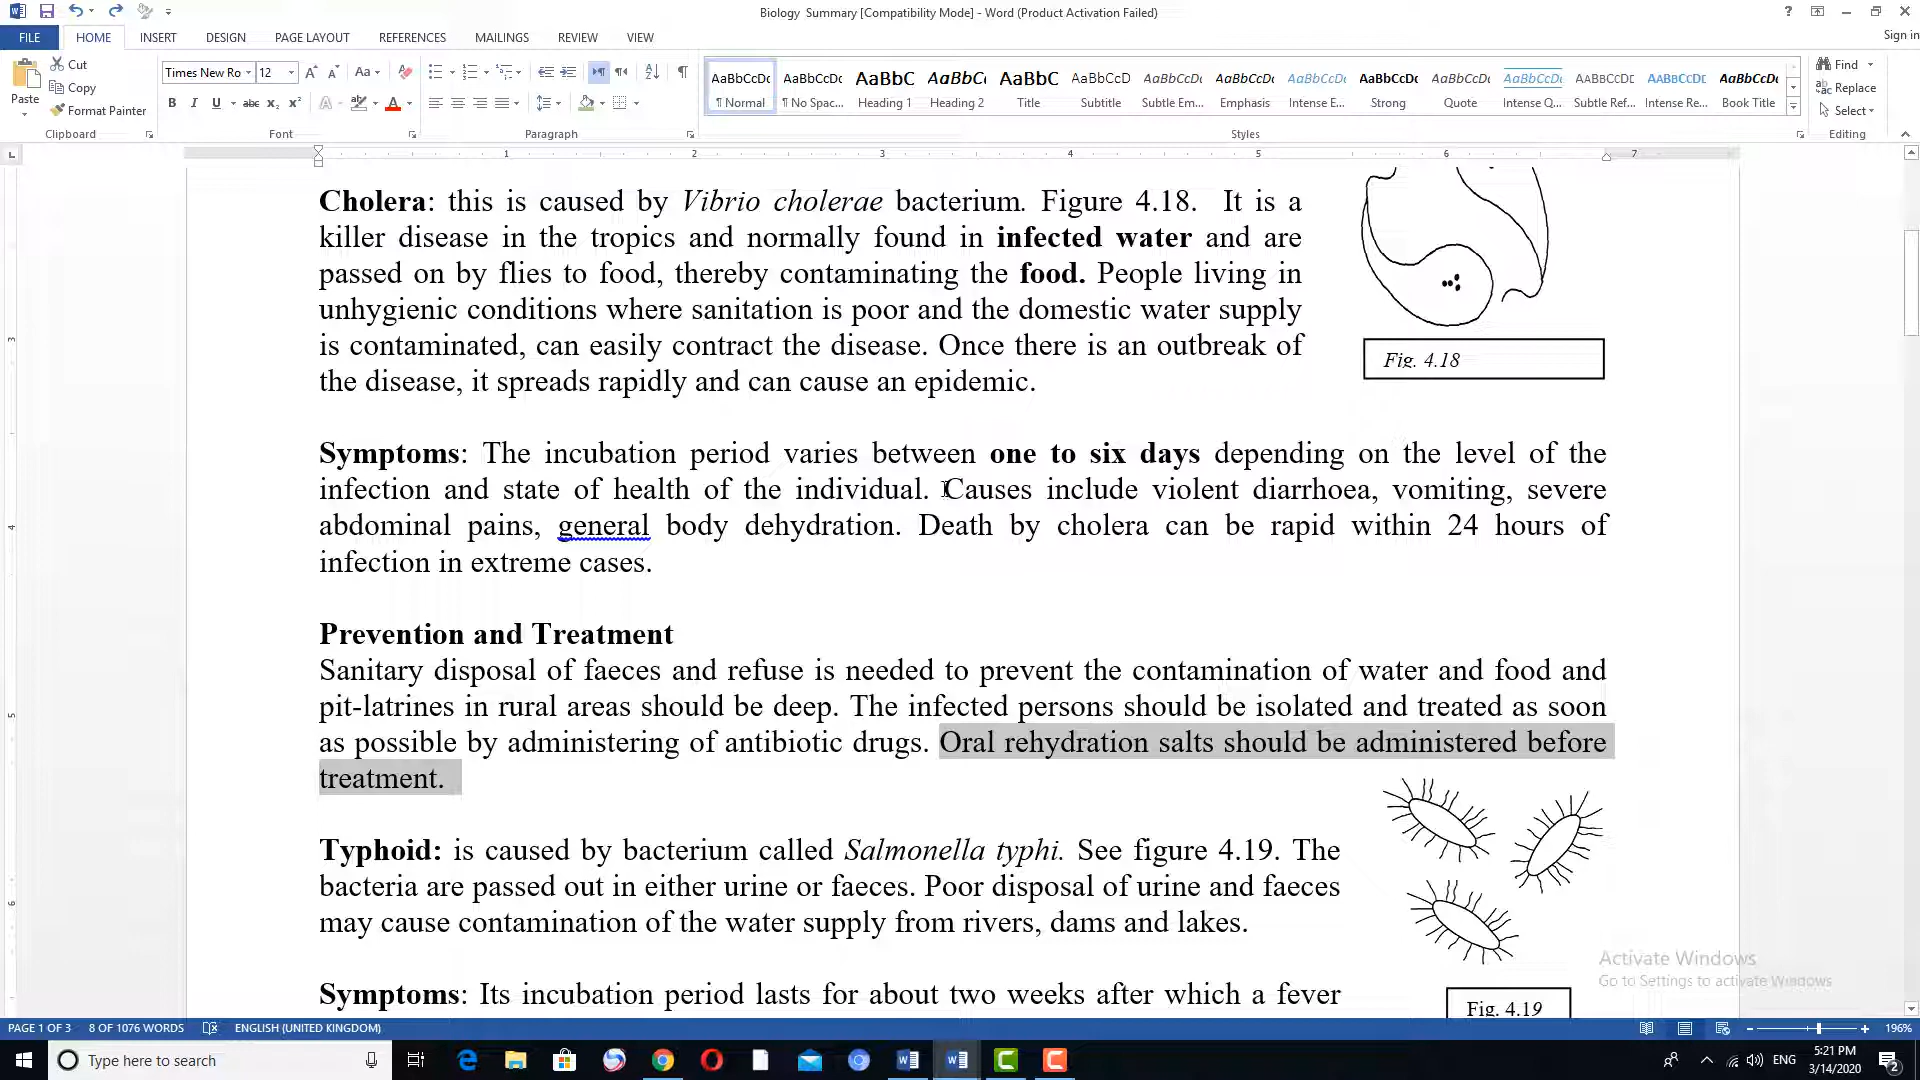 Biology Summary [Compatibility Mode] - Word (Product Activation Failed)
FILE HOME INSERT DESIGN PAGE LAYOUT REFERENCES MAILINGS REVIEW VIEW Sign in
Paste Cut Copy Format Painter
Times New Ro 12
AaBbCcDc AaBbCcDc AaBbC AaBbCc AaBbC AaBbCcD AaBbCcDc AaBbCcDc AaBbCcDc AaBbCcDc AaBbCcDc AaBbCcDc AABBCCDC AABBCCDC AaBbCcDc
¶ Normal ¶ No Spac... Heading 1 Heading 2 Title Subtitle Subtle Em... Emphasis Intense E... Strong Quote Intense Q... Subtle Ref... Intense Re... Book Title
Find Replace Select
Clipboard Font Paragraph Styles Editing
1 2 3 4 5 6 7
Cholera: this is caused by Vibrio cholerae bacterium. Figure 4.18. It is a
killer disease in the tropics and normally found in infected water and are
passed on by flies to food, thereby contaminating the food. People living in
unhygienic conditions where sanitation is poor and the domestic water supply
is contaminated, can easily contract the disease. Once there is an outbreak of
the disease, it spreads rapidly and can cause an epidemic.
Fig. 4.18
Symptoms: The incubation period varies between one to six days depending on the level of the
infection and state of health of the individual. Causes include violent diarrhoea, vomiting, severe
abdominal pains, general body dehydration. Death by cholera can be rapid within 24 hours of
infection in extreme cases.
Prevention and Treatment
Sanitary disposal of faeces and refuse is needed to prevent the contamination of water and food and
pit-latrines in rural areas should be deep. The infected persons should be isolated and treated as soon
as possible by administering of antibiotic drugs. Oral rehydration salts should be administered before
treatment.
Typhoid: is caused by bacterium called Salmonella typhi. See figure 4.19. The
bacteria are passed out in either urine or faeces. Poor disposal of urine and faeces
may cause contamination of the water supply from rivers, dams and lakes.
Symptoms: Its incubation period lasts for about two weeks after which a fever
Fig. 4.19
Activate Windows
Go to Settings to activate Windows
3
4
5
6
PAGE 1 OF 3 8 OF 1076 WORDS ENGLISH (UNITED KINGDOM) 196%
Type here to search
ENG 5:21 PM
3/14/2020
2